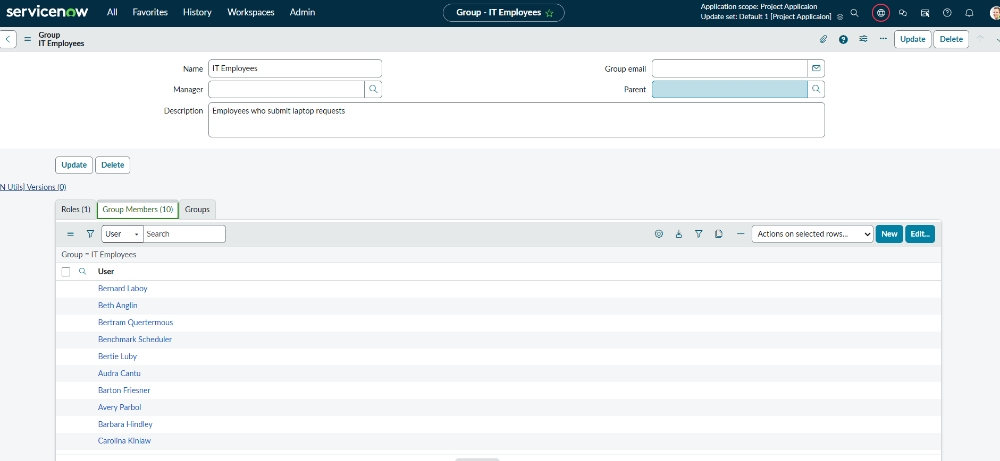 servicenow All Favorites History Workspaces Admin Group - IT Employees Application scope: Project Applicaion
Update set: Default 1 [Project Applicaion]
Group
IT Employees
Update Delete
Name IT Employees Group email
Manager Parent
Description Employees who submit laptop requests
Update Delete
N Utils] Versions (0)
Roles (1) Group Members (10) Groups
User Search Actions on selected rows... New Edit...
Group = IT Employees
User
Bernard Laboy
Beth Anglin
Bertram Quertermous
Benchmark Scheduler
Bertie Luby
Audra Cantu
Barton Friesner
Avery Parbol
Barbara Hindley
Carolina Kinlaw